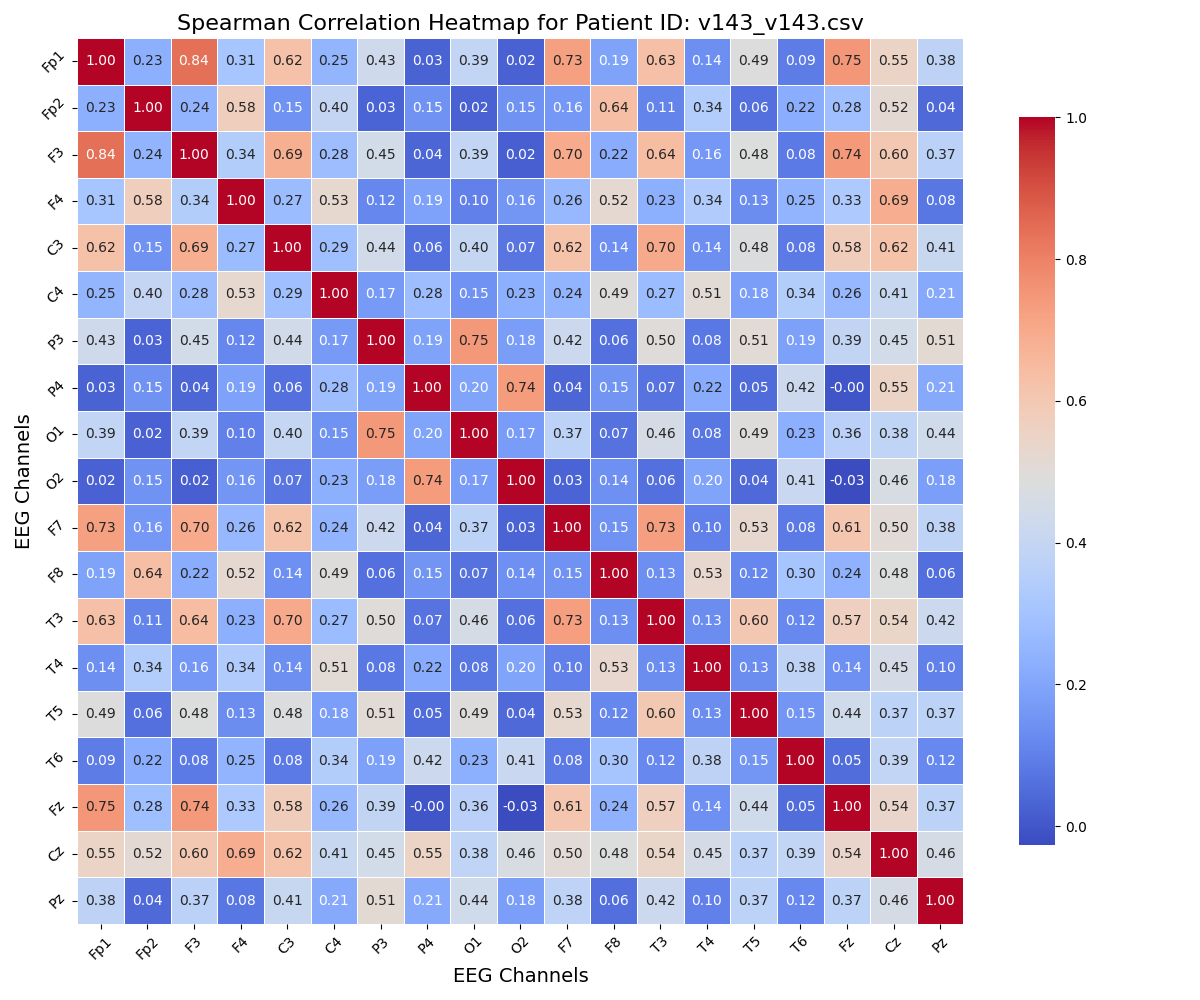 Spearman Correlation Heatmap for Patient ID: v143_v143.csv
Fp1 1.00 0.23 0.84 0.31 0.62 0.25 0.43 0.03 0.39 0.02 0.73 0.19 0.63 0.14 0.49 0.09 0.75 0.55 0.38
Fp2 0.23 1.00 0.24 0.58 0.15 0.40 0.03 0.15 0.02 0.15 0.16 0.64 0.11 0.34 0.06 0.22 0.28 0.52 0.04
F3 0.84 0.24 1.00 0.34 0.69 0.28 0.45 0.04 0.39 0.02 0.70 0.22 0.64 0.16 0.48 0.08 0.74 0.60 0.37
F4 0.31 0.58 0.34 1.00 0.27 0.53 0.12 0.19 0.10 0.16 0.26 0.52 0.23 0.34 0.13 0.25 0.33 0.69 0.08
C3 0.62 0.15 0.69 0.27 1.00 0.29 0.44 0.06 0.40 0.07 0.62 0.14 0.70 0.14 0.48 0.08 0.58 0.62 0.41
C4 0.25 0.40 0.28 0.53 0.29 1.00 0.17 0.28 0.15 0.23 0.24 0.49 0.27 0.51 0.18 0.34 0.26 0.41 0.21
P3 0.43 0.03 0.45 0.12 0.44 0.17 1.00 0.19 0.75 0.18 0.42 0.06 0.50 0.08 0.51 0.19 0.39 0.45 0.51
P4 0.03 0.15 0.04 0.19 0.06 0.28 0.19 1.00 0.20 0.74 0.04 0.15 0.07 0.22 0.05 0.42 -0.00 0.55 0.21
O1 0.39 0.02 0.39 0.10 0.40 0.15 0.75 0.20 1.00 0.17 0.37 0.07 0.46 0.08 0.49 0.23 0.36 0.38 0.44
O2 0.02 0.15 0.02 0.16 0.07 0.23 0.18 0.74 0.17 1.00 0.03 0.14 0.06 0.20 0.04 0.41 -0.03 0.46 0.18
F7 0.73 0.16 0.70 0.26 0.62 0.24 0.42 0.04 0.37 0.03 1.00 0.15 0.73 0.10 0.53 0.08 0.61 0.50 0.38
F8 0.19 0.64 0.22 0.52 0.14 0.49 0.06 0.15 0.07 0.14 0.15 1.00 0.13 0.53 0.12 0.30 0.24 0.48 0.06
T3 0.63 0.11 0.64 0.23 0.70 0.27 0.50 0.07 0.46 0.06 0.73 0.13 1.00 0.13 0.60 0.12 0.57 0.54 0.42
T4 0.14 0.34 0.16 0.34 0.14 0.51 0.08 0.22 0.08 0.20 0.10 0.53 0.13 1.00 0.13 0.38 0.14 0.45 0.10
T5 0.49 0.06 0.48 0.13 0.48 0.18 0.51 0.05 0.49 0.04 0.53 0.12 0.60 0.13 1.00 0.15 0.44 0.37 0.37
T6 0.09 0.22 0.08 0.25 0.08 0.34 0.19 0.42 0.23 0.41 0.08 0.30 0.12 0.38 0.15 1.00 0.05 0.39 0.12
Fz 0.75 0.28 0.74 0.33 0.58 0.26 0.39 -0.00 0.36 -0.03 0.61 0.24 0.57 0.14 0.44 0.05 1.00 0.54 0.37
Cz 0.55 0.52 0.60 0.69 0.62 0.41 0.45 0.55 0.38 0.46 0.50 0.48 0.54 0.45 0.37 0.39 0.54 1.00 0.46
Pz 0.38 0.04 0.37 0.08 0.41 0.21 0.51 0.21 0.44 0.18 0.38 0.06 0.42 0.10 0.37 0.12 0.37 0.46 1.00
Fp1 Fp2 F3 F4 C3 C4 P3 P4 O1 O2 F7 F8 T3 T4 T5 T6 Fz Cz Pz
EEG Channels
EEG Channels
1.0
0.8
0.6
0.4
0.2
0.0